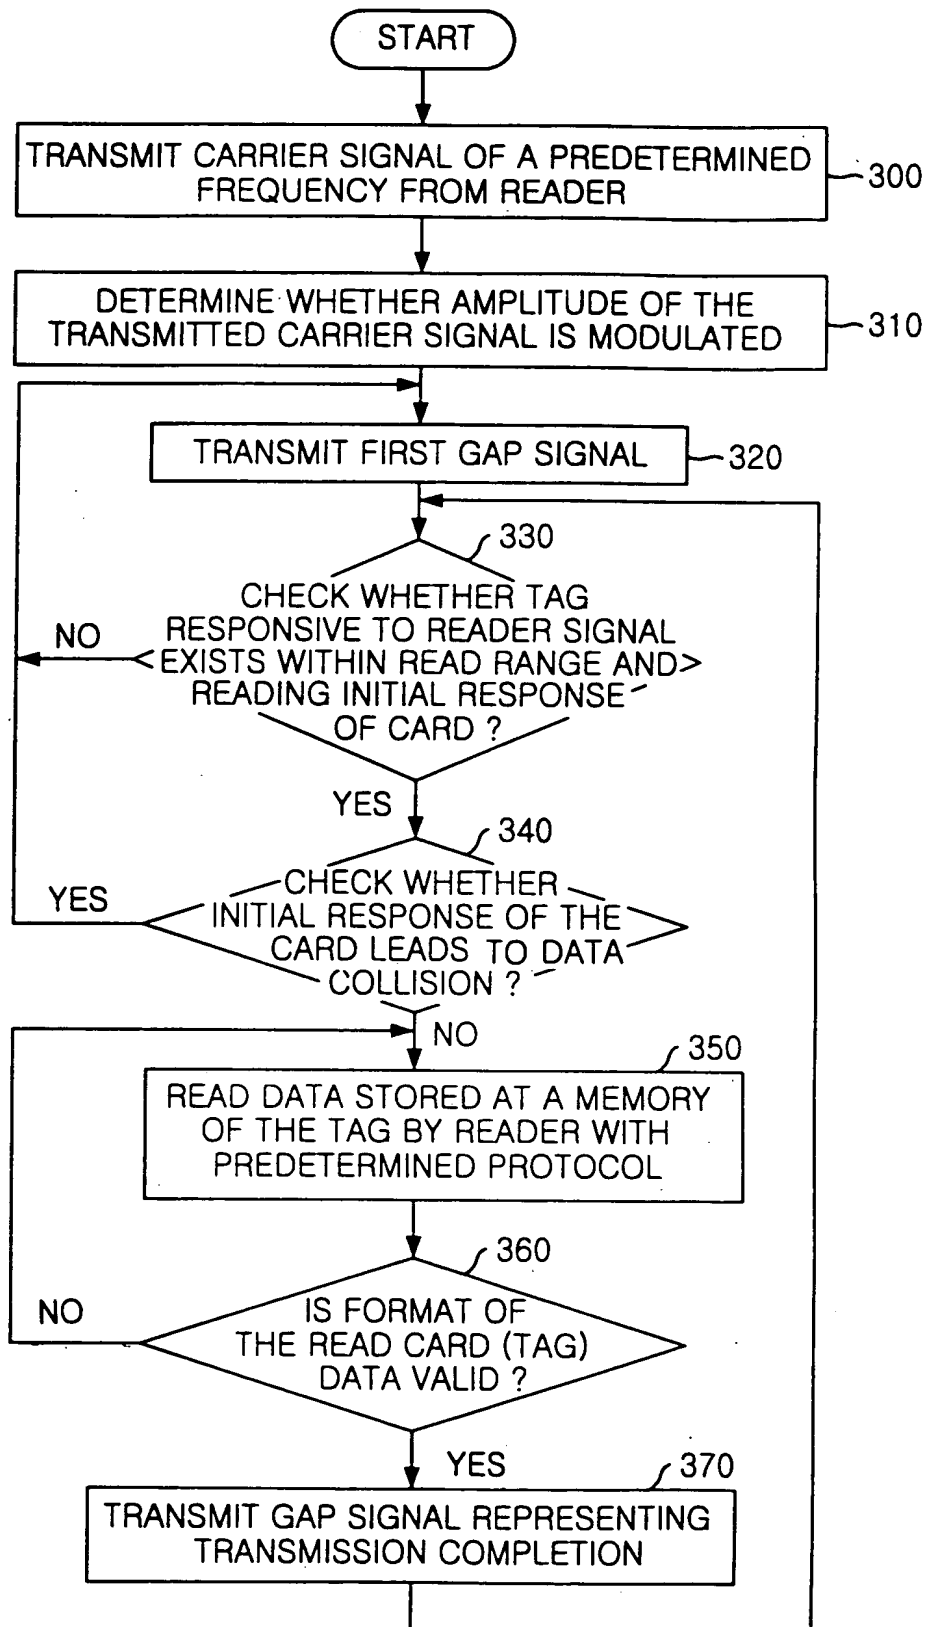 START
TRANSMIT CARRIER SIGNAL OF A PREDETERMINED
FREQUENCY FROM READER
300
DETERMINE WHETHER AMPLITUDE OF THE
TRANSMITTED CARRIER SIGNAL IS MODULATED
310
TRANSMIT FIRST GAP SIGNAL
320
330
CHECK WHETHER TAG
RESPONSIVE TO READER SIGNAL
EXISTS WITHIN READ RANGE AND
READING INITIAL RESPONSE
OF CARD ?
NO
YES
340
CHECK WHETHER
INITIAL RESPONSE OF THE
CARD LEADS TO DATA
COLLISION ?
YES
NO
350
READ DATA STORED AT A MEMORY
OF THE TAG BY READER WITH
PREDETERMINED PROTOCOL
360
IS FORMAT OF
THE READ CARD (TAG)
DATA VALID ?
NO
YES
370
TRANSMIT GAP SIGNAL REPRESENTING
TRANSMISSION COMPLETION